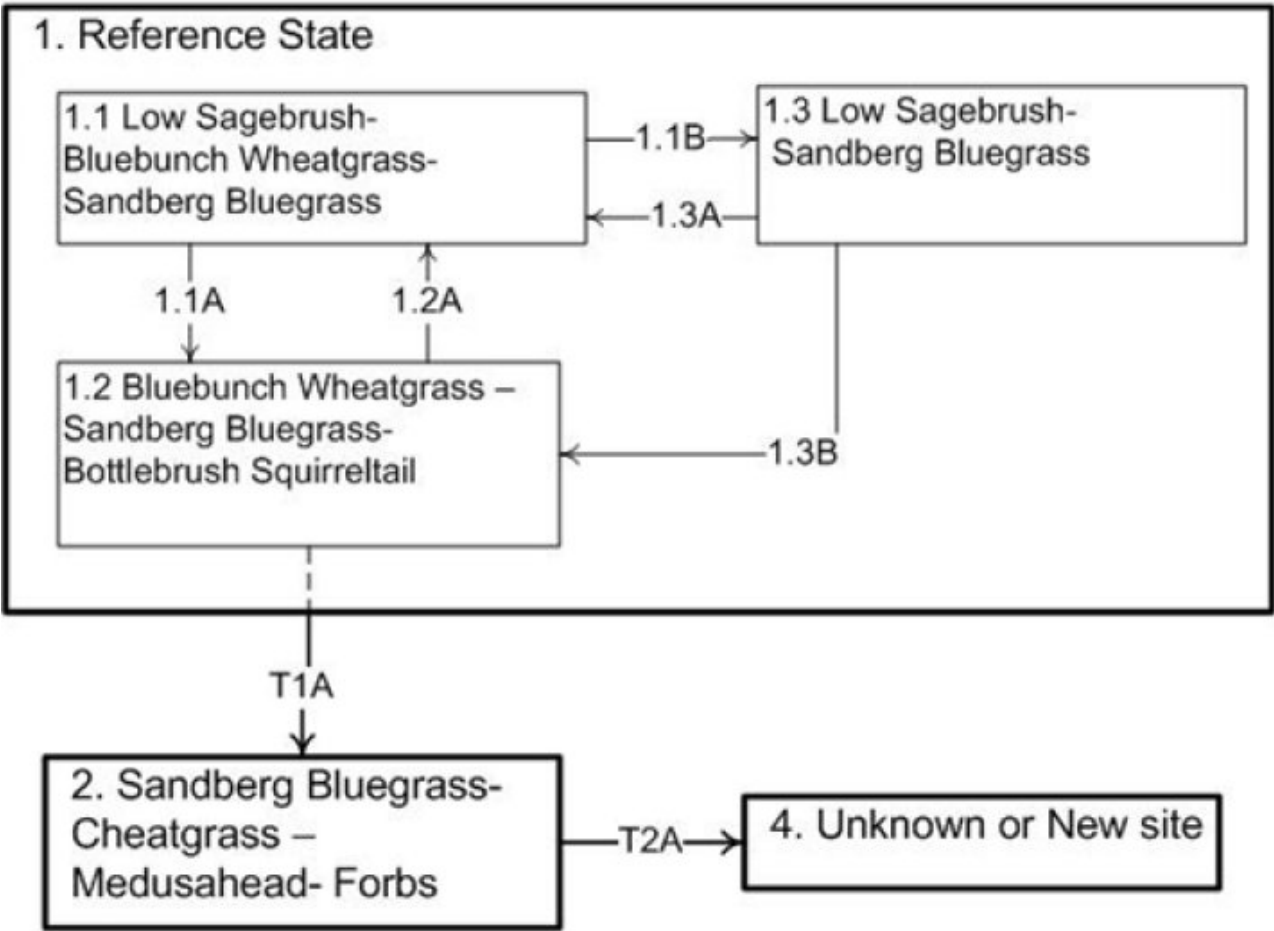 1. Reference State
1.1 Low Sagebrush-
Bluebunch Wheatgrass-
Sandberg Bluegrass
1.1B
1.3 Low Sagebrush-
Sandberg Bluegrass
1.3A
1.1A
1.2A
1.2 Bluebunch Wheatgrass –
Sandberg Bluegrass-
Bottlebrush Squirreltail
1.3B
T1A
2. Sandberg Bluegrass-
Cheatgrass –
Medusahead- Forbs
T2A
4. Unknown or New site